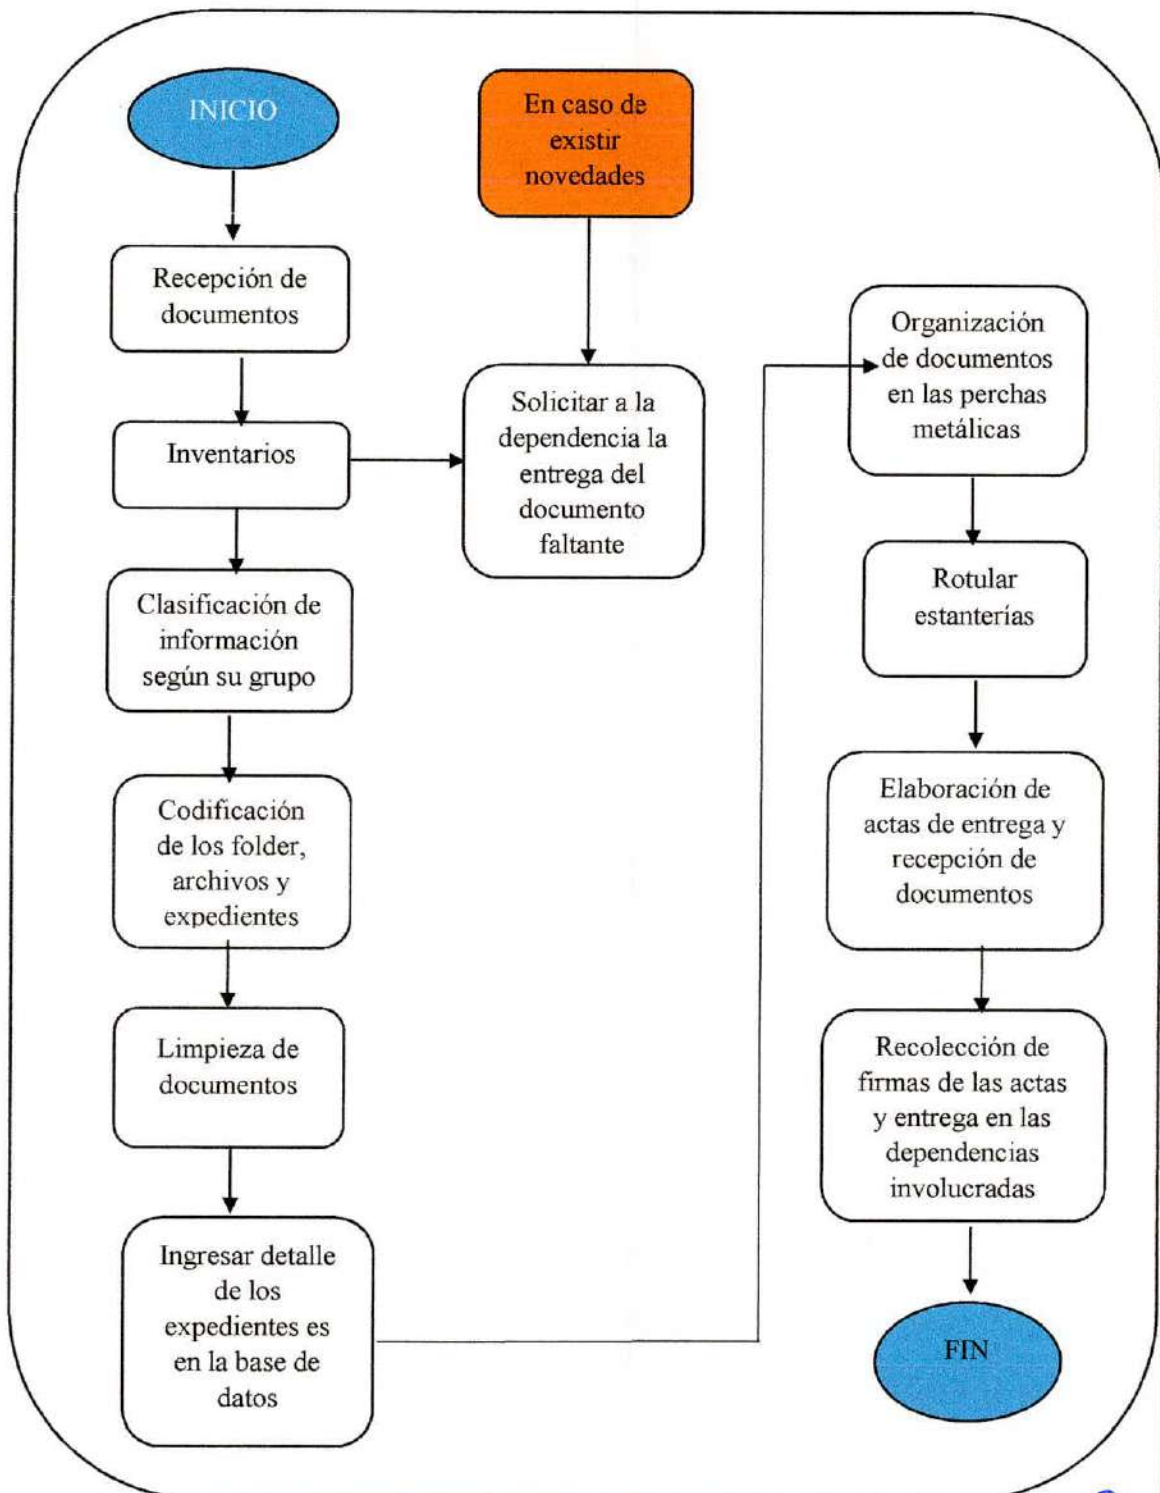 INICIO
Recepción de
documentos
Inventarios
Clasificación de
información
según su grupo
Codificación
de los folder,
archivos y
expedientes
Limpieza de
documentos
Ingresar detalle
de los
expedientes es
en la base de
datos
En caso de
existir
novedades
Solicitar a la
dependencia la
entrega del
documento
faltante
Organización
de documentos
en las perchas
metálicas
Rotular
estanterías
Elaboración de
actas de entrega y
recepción de
documentos
Recolección de
firmas de las actas
y entrega en las
dependencias
involucradas
FIN